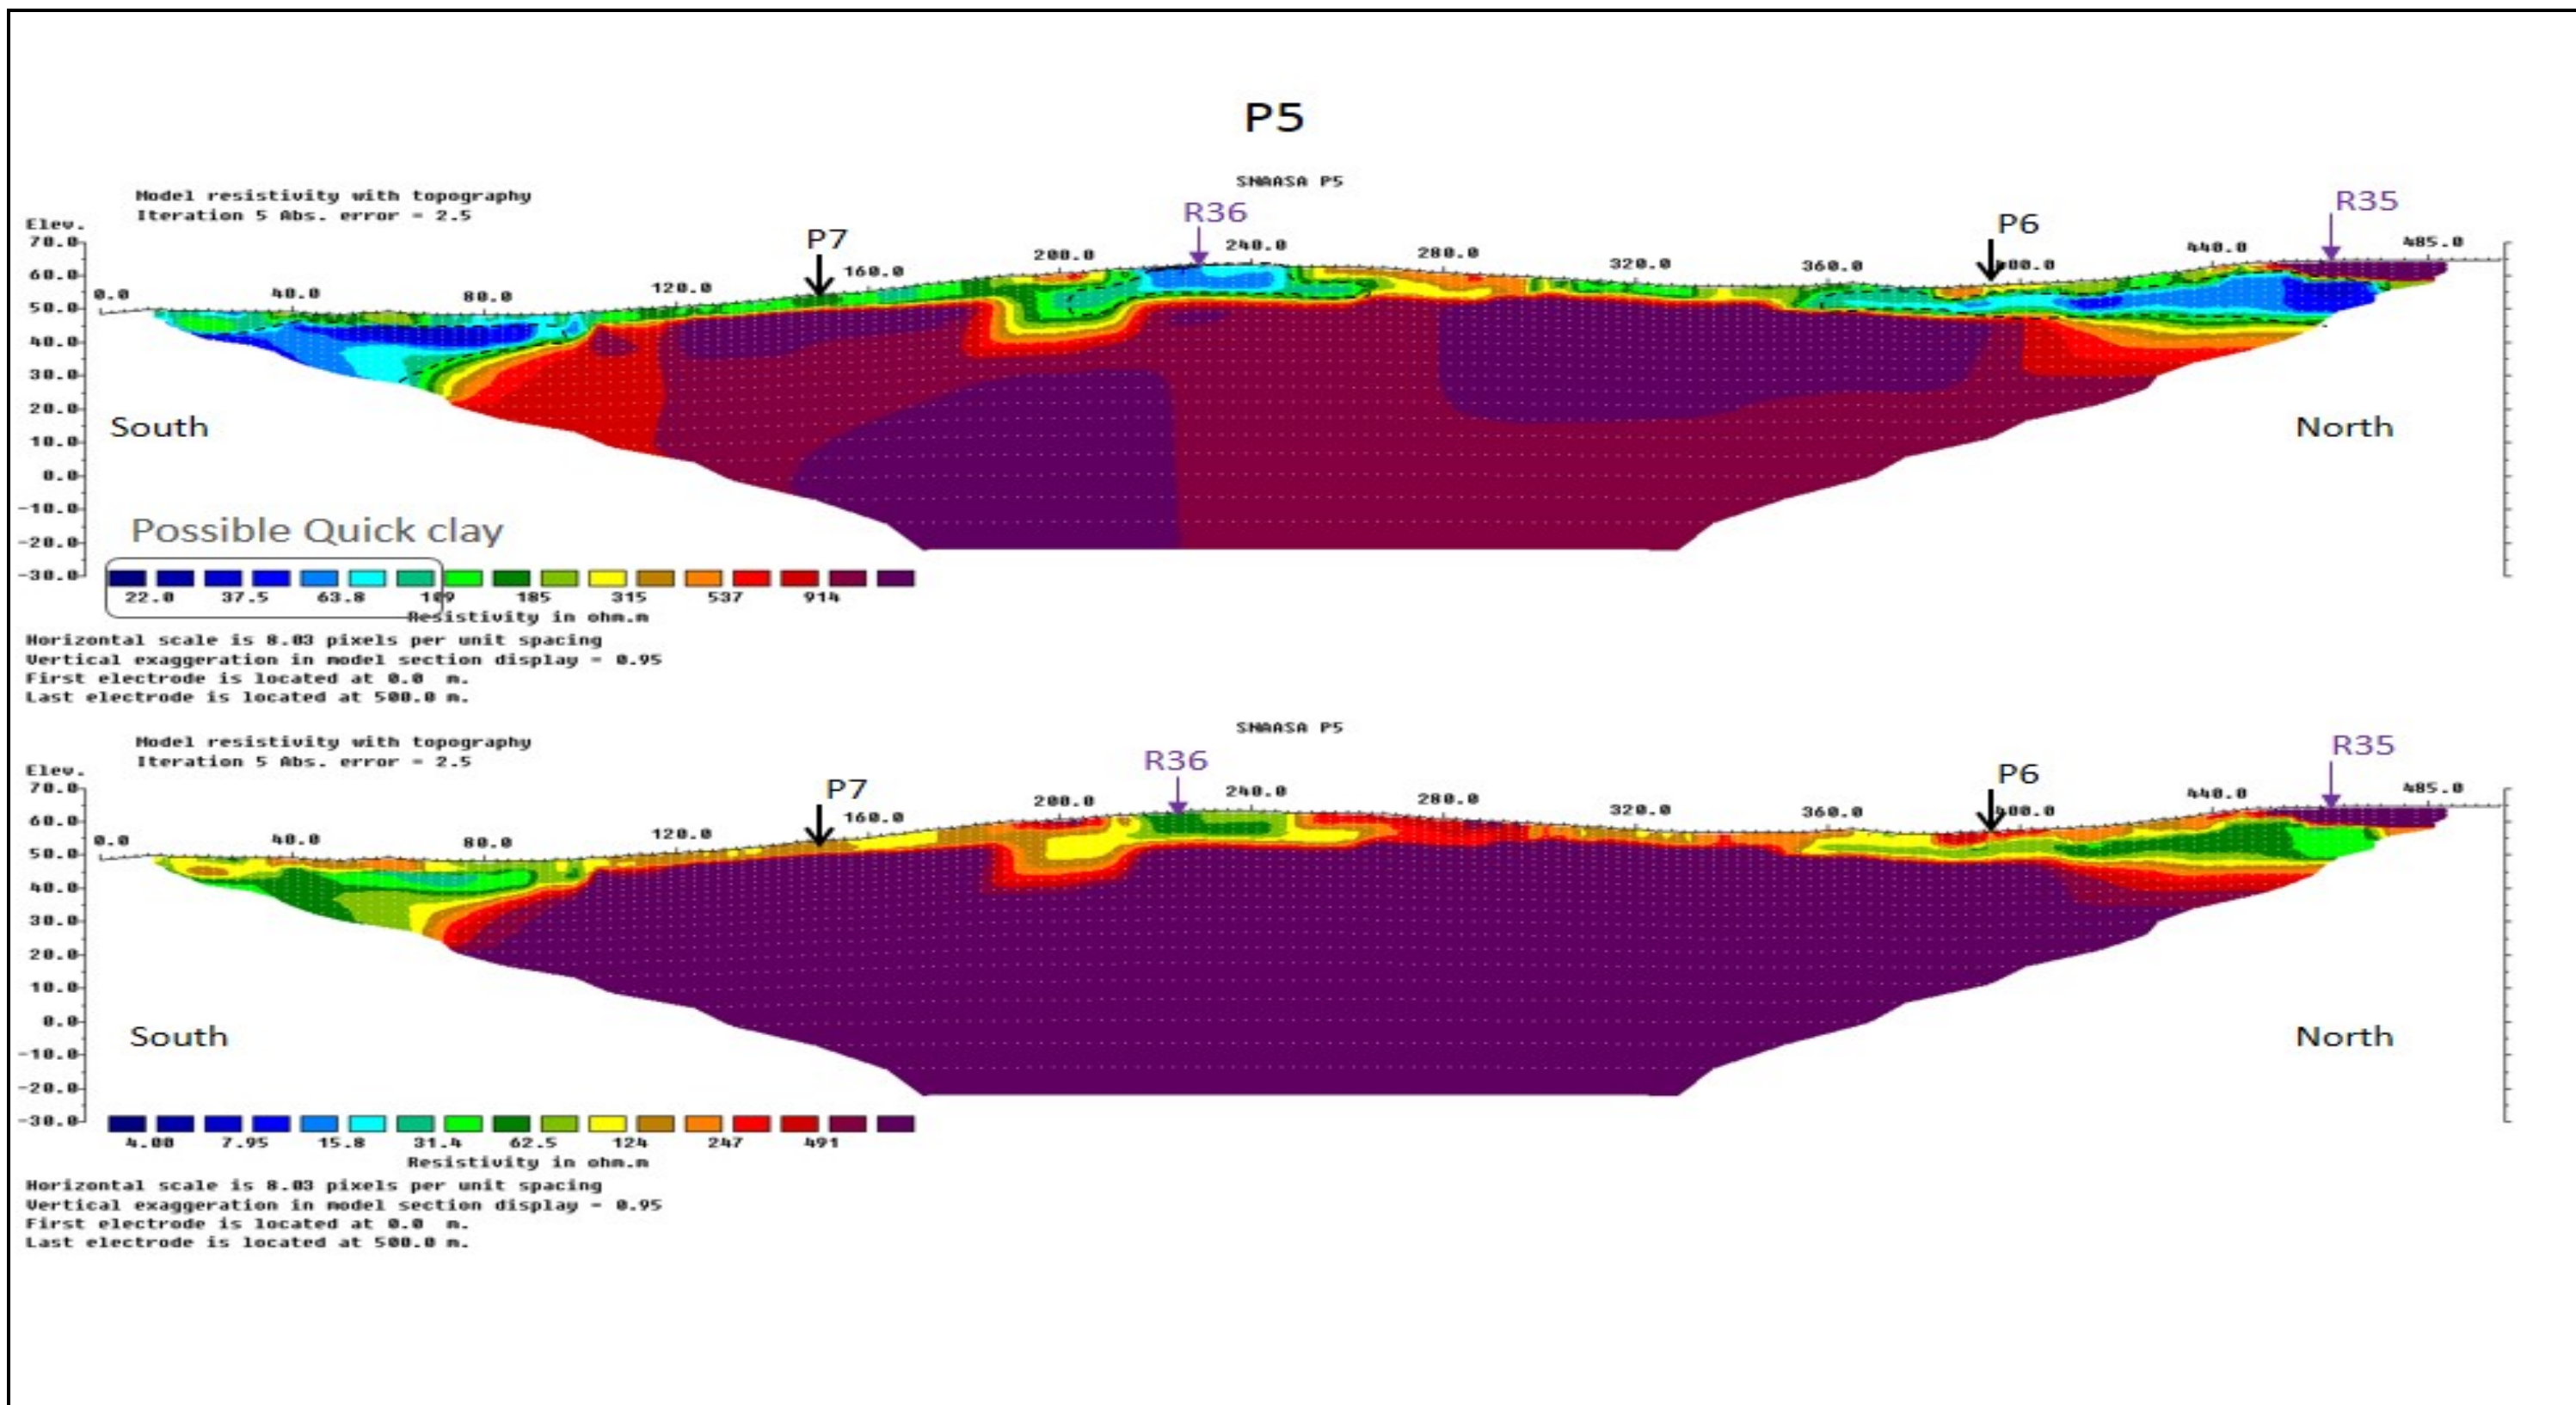 P5
SNAASA P5
Model resistivity with topography
Iteration 5 Abs. error = 2.5
R36
R35
P7
P6
Elev.
70.0
60.0
50.0
40.0
30.0
20.0
10.0
0.0
-10.0
-20.0
-30.0
0.0 40.0 80.0 120.0 160.0 200.0 240.0 280.0 320.0 360.0 400.0 440.0 485.0
South
North
Possible Quick clay
22.0 37.5 63.8 109 185 315 537 914
Resistivity in ohm.m
Horizontal scale is 8.03 pixels per unit spacing
Vertical exaggeration in model section display = 0.95
First electrode is located at 0.0 m.
Last electrode is located at 500.0 m.
SNAASA P5
Model resistivity with topography
Iteration 5 Abs. error = 2.5
R36
R35
P7
P6
Elev.
70.0
60.0
50.0
40.0
30.0
20.0
10.0
0.0
-10.0
-20.0
-30.0
0.0 40.0 80.0 120.0 160.0 200.0 240.0 280.0 320.0 360.0 400.0 440.0 485.0
South
North
4.00 7.95 15.8 31.4 62.5 124 247 491
Resistivity in ohm.m
Horizontal scale is 8.03 pixels per unit spacing
Vertical exaggeration in model section display = 0.95
First electrode is located at 0.0 m.
Last electrode is located at 500.0 m.